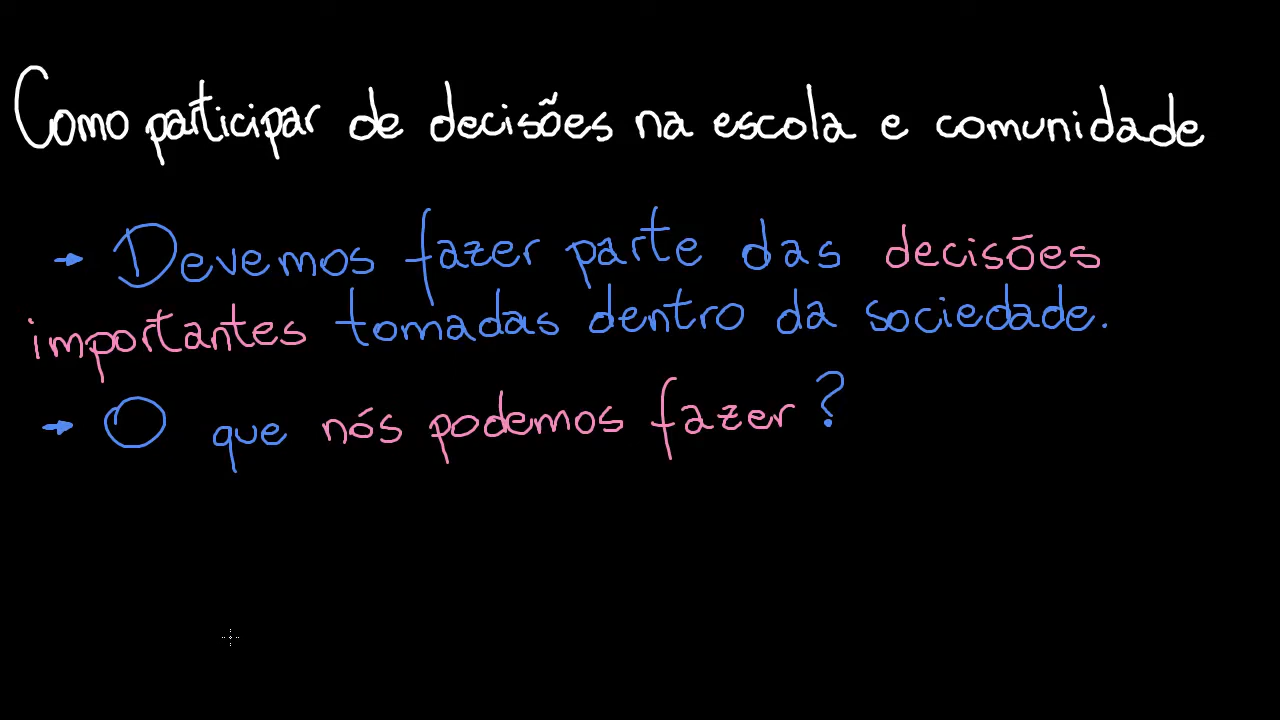 Como participar de decisões na escola e comunidade
→ Devemos fazer parte das decisões
importantes tomadas dentro da sociedade.
→ O que nós podemos fazer?